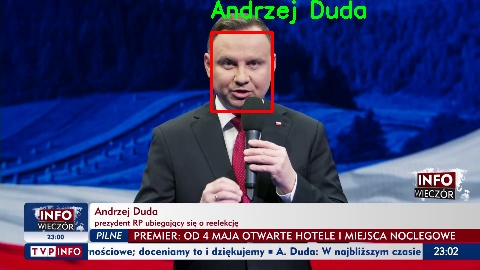 Andrzej Duda
INFO
WIECZÓR
INFO
WIECZÓR
Andrzej Duda
prezydent RP ubiegający się o reelekcję
23:00
PILNE PREMIER: OD 4 MAJA OTWARTE HOTELE I MIEJSCA NOCLEGOWE
TVP INFO nościowe; doceniamy to i dziękujemy ■ A. Duda: W najbliższym czasie 23:02